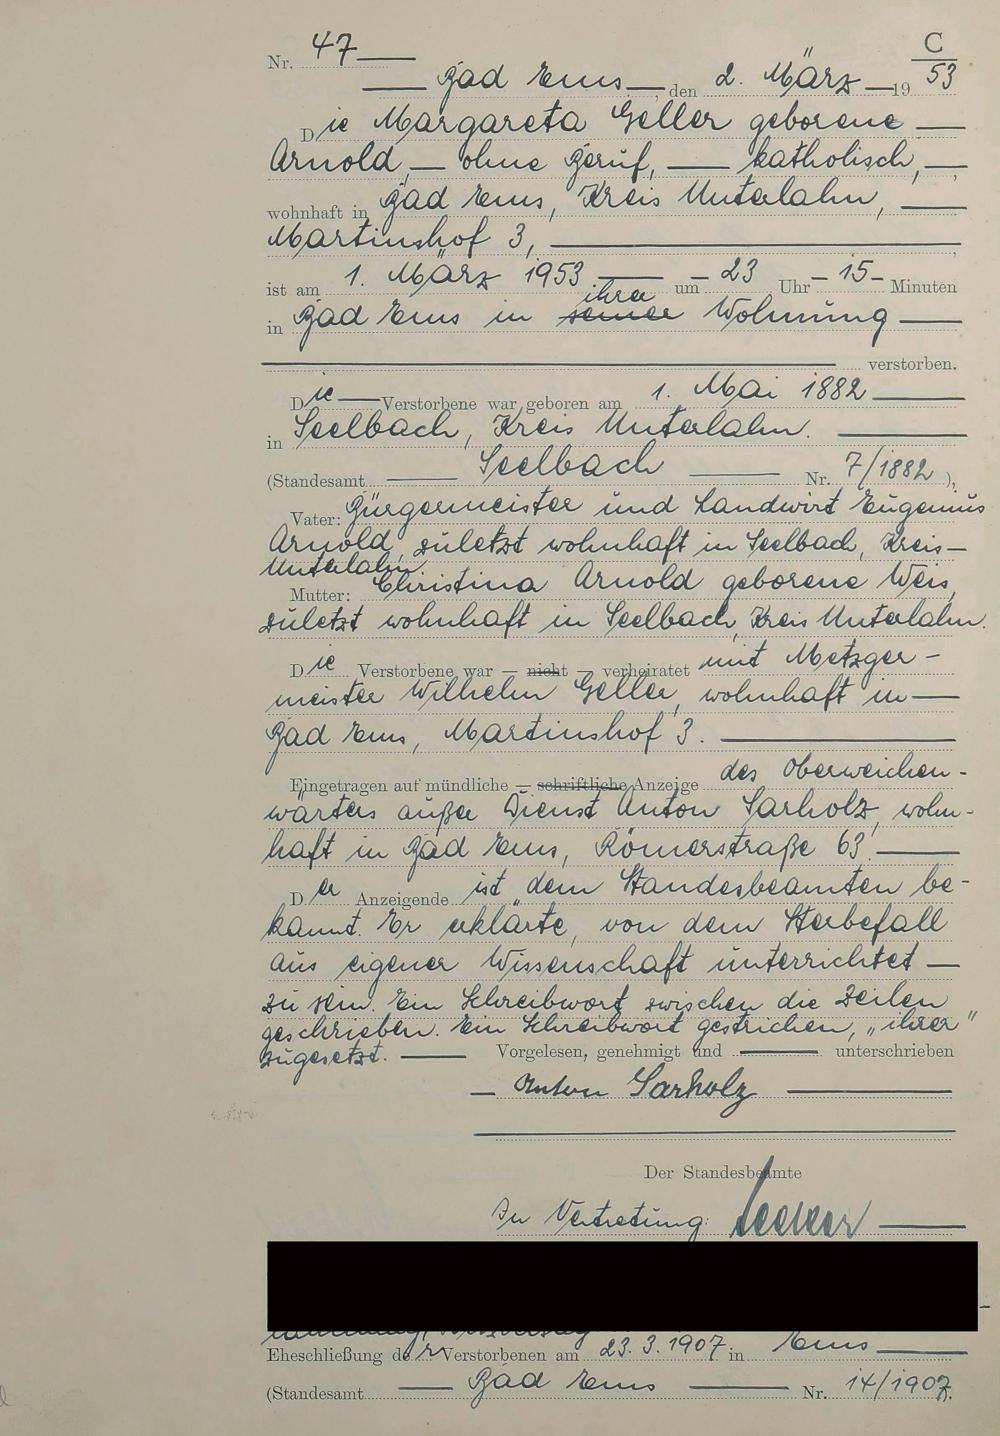 C
Nr. 47
Bad Ems, den 2. März 1953
Die Margareta Geller geborene
Arnold, ohne Beruf, katholisch,
wohnhaft in Bad Ems, Kreis Unterlahn,
Martinshof 3,
ist am 1. März 1953 um 23 Uhr 15 Minuten
ihrer
in Bad Ems in seiner Wohnung
verstorben.
Die Verstorbene war geboren am 1. Mai 1882
in Seelbach, Kreis Unterlahn.
(Standesamt Seelbach Nr. 7/1882),
Vater: Bürgermeister und Landwirt Eugenius
Arnold, zuletzt wohnhaft in Seelbach, Kreis
Unterlahn
Mutter: Christina Arnold geborene Weis,
zuletzt wohnhaft in Seelbach, Kreis Unterlahn.
Die Verstorbene war – nicht – verheiratet mit Metzger-
meister Wilhelm Geller, wohnhaft in
Bad Ems, Martinshof 3.
Eingetragen auf mündliche – schriftliche Anzeige des Oberweichen-
wärters außer Dienst Anton Sarholz, wohn-
haft in Bad Ems, Römerstraße 63.
Der Anzeigende ist dem Standesbeamten be-
kannt. Er erklärte, von dem Sterbefall
aus eigener Wissenschaft unterrichtet
zu sein. Ein Schreibwort zwischen die Zeilen
geschrieben. Ein Schreibwort gestrichen, „ihrer"
zugesetzt. Vorgelesen, genehmigt und unterschrieben
Anton Sarholz
Der Standesbeamte
In Vertretung:
Eheschließung der Verstorbenen am 23.3.1907 in Ems
(Standesamt Bad Ems Nr. 14/1907.